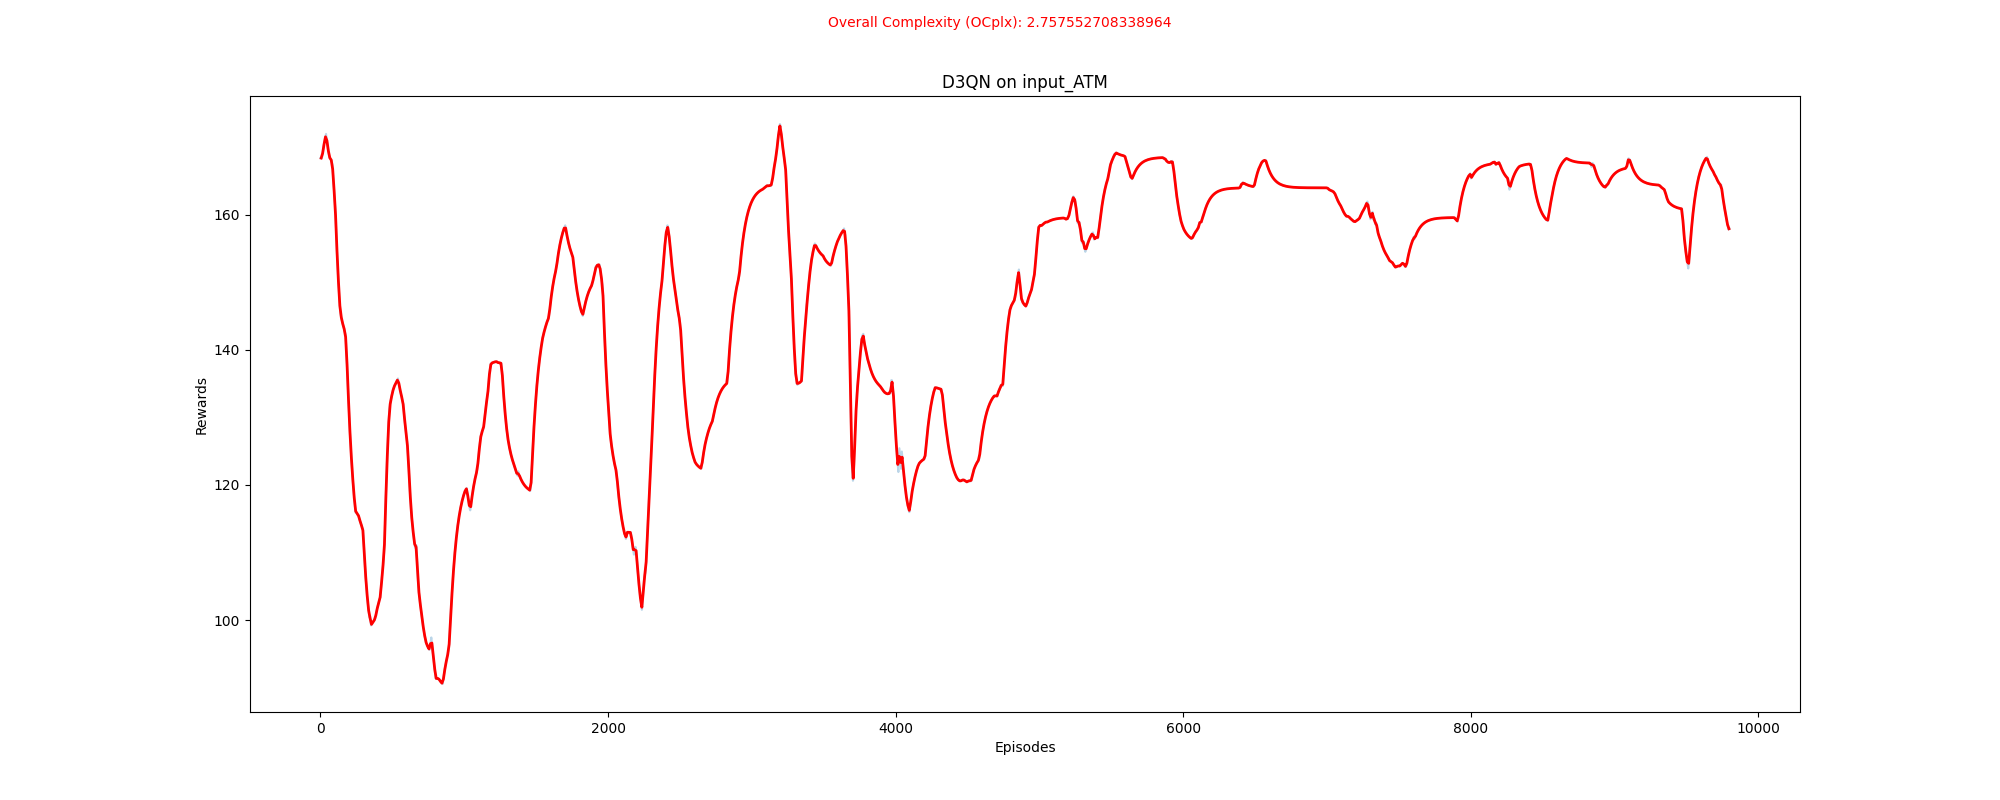 Overall Complexity (OCplx): 2.757552708338964
D3QN on input_ATM
Rewards
160
140
120
100
0 2000 4000 6000 8000 10000
Episodes